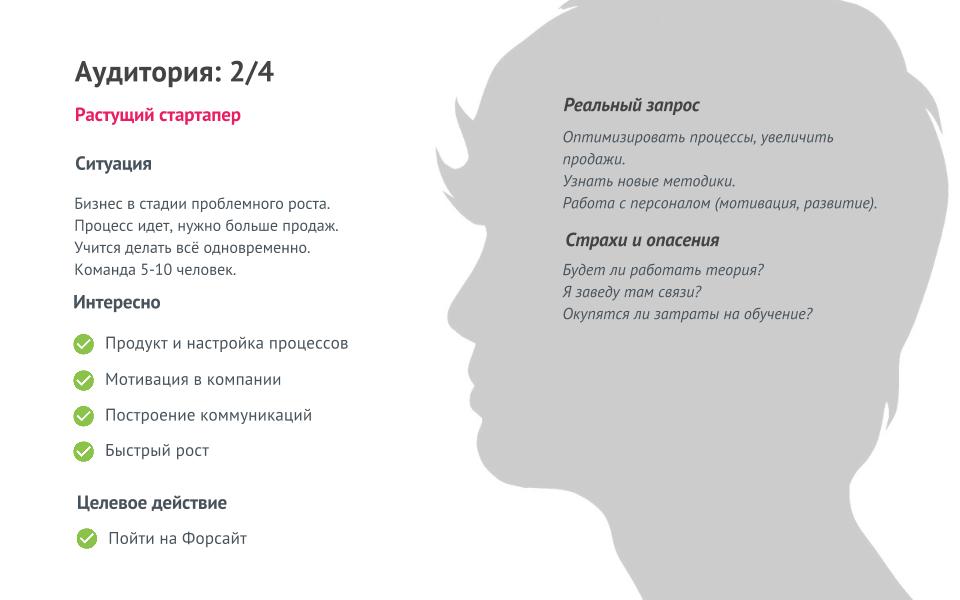 Аудитория: 2/4
Растущий стартапер
Ситуация
Бизнес в стадии проблемного роста.
Процесс идет, нужно больше продаж.
Учится делать всё одновременно.
Команда 5-10 человек.
Интересно
Продукт и настройка процессов
Мотивация в компании
Построение коммуникаций
Быстрый рост
Целевое действие
Пойти на Форсайт
Реальный запрос
Оптимизировать процессы, увеличить
продажи.
Узнать новые методики.
Работа с персоналом (мотивация, развитие).
Страхи и опасения
Будет ли работать теория?
Я заведу там связи?
Окупятся ли затраты на обучение?